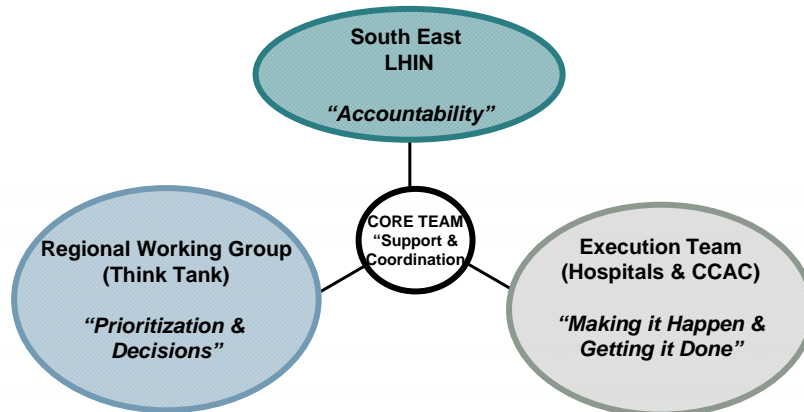 South East
LHIN
“Accountability”
CORE TEAM
“Support &
Coordination
Regional Working Group
(Think Tank)
“Prioritization &
Decisions”
Execution Team
(Hospitals & CCAC)
“Making it Happen &
Getting it Done”